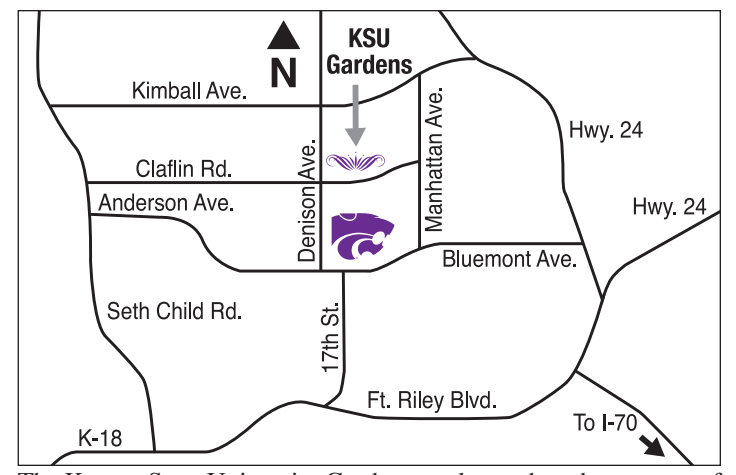 KSU
Gardens
N
Kimball Ave.
Hwy. 24
Manhattan Ave.
Claflin Rd.
Denison Ave.
Anderson Ave.
Hwy. 24
Bluemont Ave.
Seth Child Rd.
17th St.
Ft. Riley Blvd.
To I-70
K-18